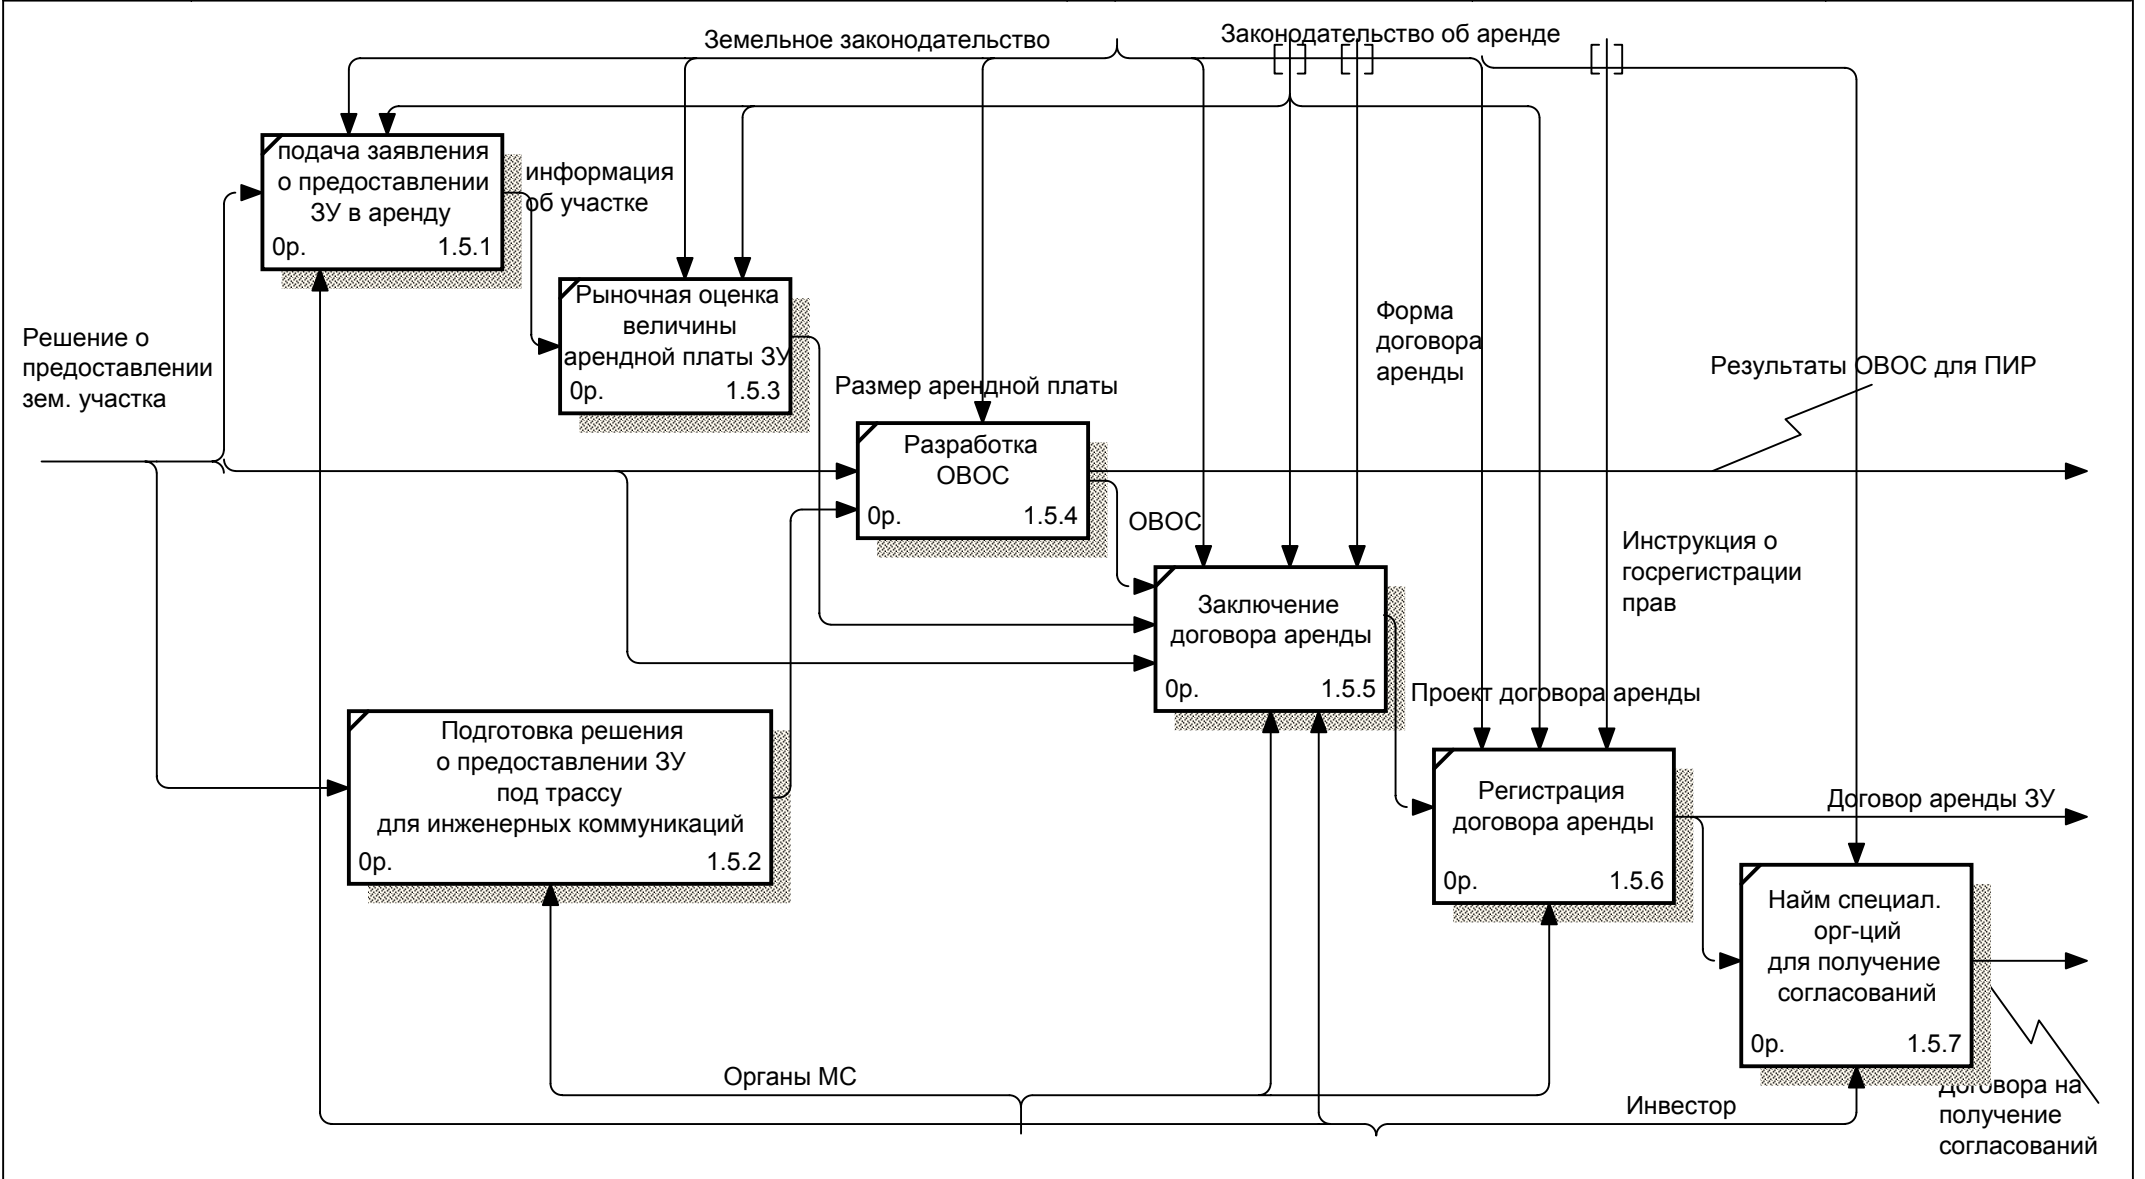 Земельное законодательство
Законодательство об аренде
подача заявления
о предоставлении
ЗУ в аренду
0р. 1.5.1
информация
об участке
Рыночная оценка
величины
арендной платы ЗУ
0р. 1.5.3
Решение о
предоставлении
зем. участка
Форма
договора
аренды
Результаты ОВОС для ПИР
Размер арендной платы
Разработка
ОВОС
0р. 1.5.4
ОВОС
Инструкция о
госрегистрации
прав
Заключение
договора аренды
0р. 1.5.5
Проект договора аренды
Подготовка решения
о предоставлении ЗУ
под трассу
для инженерных коммуникаций
0р. 1.5.2
Регистрация
договора аренды
0р. 1.5.6
Договор аренды ЗУ
Найм специал.
орг-ций
для получение
согласований
0р. 1.5.7
Органы МС
Инвестор
Договора на
получение
согласований